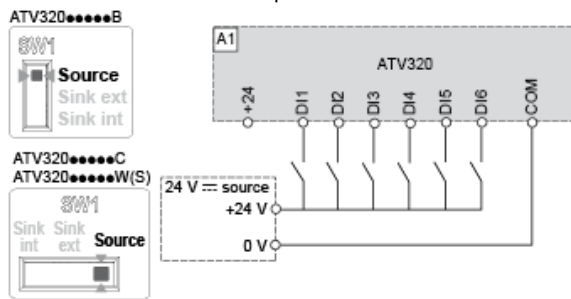 ATV320●●●●●B
SW1
Source
Sink ext
Sink int
ATV320●●●●●C
ATV320●●●●●W(S)
SW1
Sink int
Sink ext
Source
A1
ATV320
+24
DI1
DI2
DI3
DI4
DI5
DI6
COM
24 V ⎓ source
+24 V
0 V